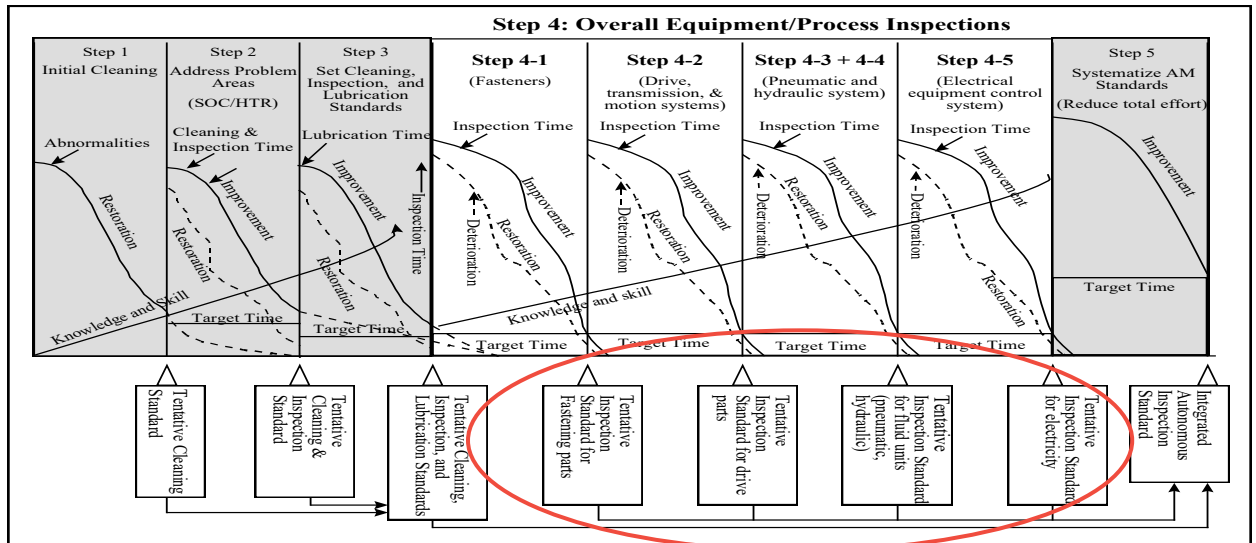 Step 4: Overall Equipment/Process Inspections
Step 1
Initial Cleaning
Step 2
Address Problem
Areas
(SOC/HTR)
Step 3
Set Cleaning,
Inspection, and
Lubrication
Standards
Step 4-1
(Fasteners)
Step 4-2
(Drive,
transmission, &
motion systems)
Step 4-3 + 4-4
(Pneumatic and
hydraulic system)
Step 4-5
(Electrical
equipment control
system)
Step 5
Systematize AM
Standards
(Reduce total effort)
Abnormalities
Cleaning &
Inspection Time
Lubrication Time
Inspection Time
Inspection Time
Inspection Time
Inspection Time
Restoration
Improvement
Restoration
Improvement
Restoration
Inspection Time
Deterioration
Restoration
Improvement
Deterioration
Restoration
Improvement
Deterioration
Restoration
Improvement
Deterioration
Restoration
Improvement
Improvement
Knowledge and Skill
Knowledge and skill
Target Time
Target Time
Target Time
Target Time
Target Time
Target Time
Target Time
Tentative Cleaning
Standard
Tentative
Cleaning &
Inspection
Standard
Tentative Cleaning,
Isnpection, and
Lubrication Standards
Tentative
Inspection
Standard for
Fastening parts
Tentative
Inspection
Standard for drive
parts
Tentative
Inspection Standard
for fluid units
(pneumatic,
hydraulic)
Tentative
Inspection Standard
for electricity
Integrated
Autonomous
Inspection
Standard